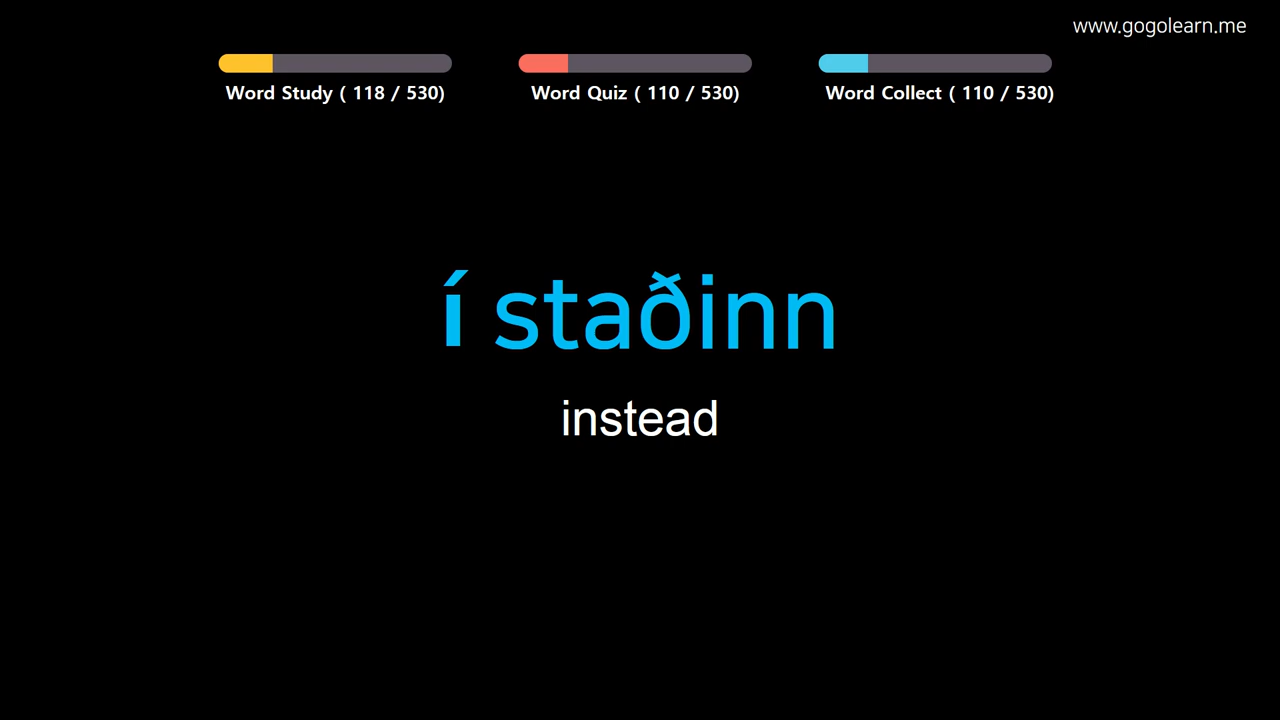 www.gogolearn.me
Word Study ( 118 / 530)
Word Quiz ( 110 / 530)
Word Collect ( 110 / 530)
í staðinn
instead